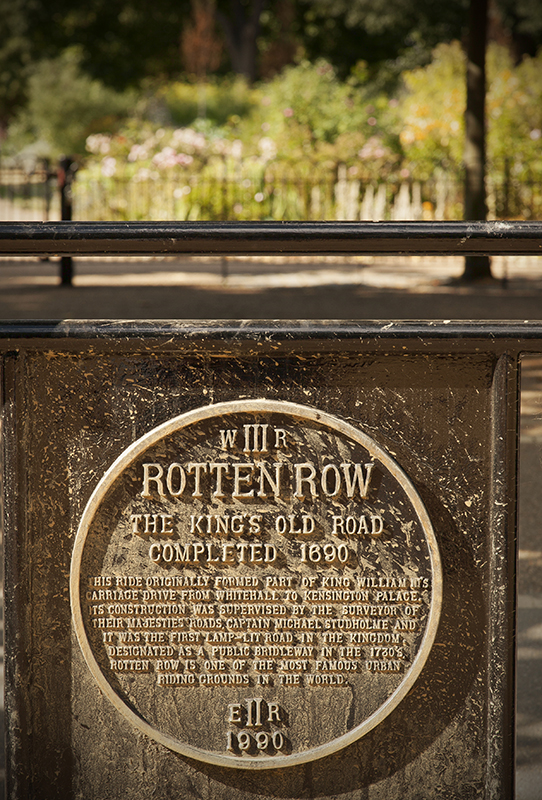 WIIIR
ROTTEN ROW
THE KING'S OLD ROAD
COMPLETED 1690
HIS RIDE ORIGINALLY FORMED PART OF KING WILLIAM III'S
ARRIAGE DRIVE FROM WHITEHALL TO KENSINGTON PALACE.
TS CONSTRUCTION WAS SUPERVISED BY THE SURVEYOR OF
THEIR MAJESTIES ROADS, CAPTAIN MICHAEL STUDHOLME AND
IT WAS THE FIRST LAMP-LIT ROAD IN THE KINGDOM.
DESIGNATED AS A PUBLIC BRIDLEWAY IN THE 1730'S
ROTTEN ROW IS ONE OF THE MOST FAMOUS URBAN
RIDING GROUNDS IN THE WORLD.
EIIR
1990